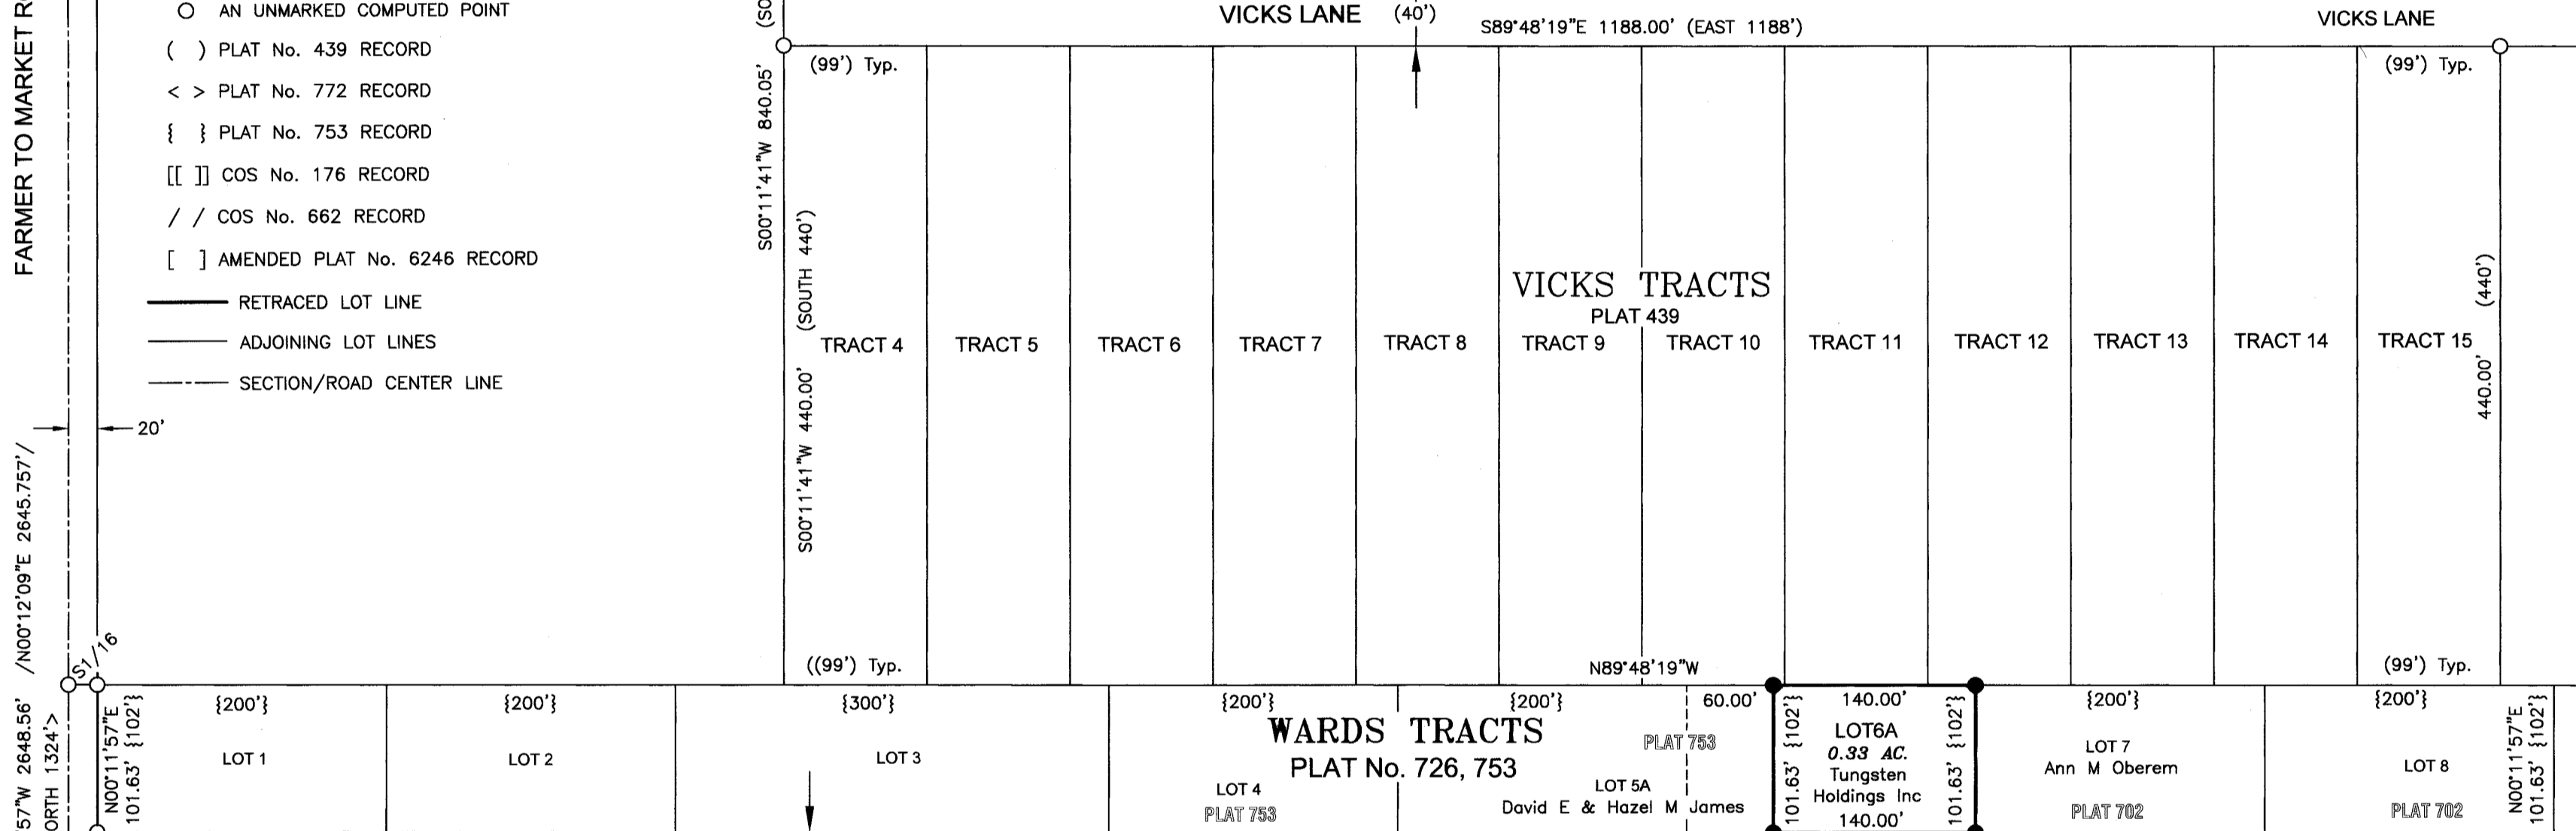 AN UNMARKED COMPUTED POINT
( ) PLAT No. 439 RECORD
< > PLAT No. 772 RECORD
{ } PLAT No. 753 RECORD
[[ ]] COS No. 176 RECORD
/ / COS No. 662 RECORD
[ ] AMENDED PLAT No. 6246 RECORD
RETRACED LOT LINE
ADJOINING LOT LINES
SECTION/ROAD CENTER LINE
FARMER TO MARKET
20'
/N00°12'09"E 2645.757'/
57"W 2648.56'
ORTH 1324'>
S1/16
VICKS LANE (40')
S89°48'19"E 1188.00' (EAST 1188')
VICKS LANE
(99') Typ.
(99') Typ.
S00°11'41"W 840.05'
(SOUTH 440')
S00°11'41"W 440.00'
(440')
440.00'
VICKS TRACTS
PLAT 439
TRACT 4
TRACT 5
TRACT 6
TRACT 7
TRACT 8
TRACT 9
TRACT 10
TRACT 11
TRACT 12
TRACT 13
TRACT 14
TRACT 15
((99') Typ.
N89°48'19"W
(99') Typ.
N00°11'57"E
101.63' {102'}
{200'}
LOT 1
{200'}
LOT 2
{300'}
LOT 3
{200'}
WARDS TRACTS
PLAT No. 726, 753
LOT 4
PLAT 753
{200'}
60.00'
PLAT 753
LOT 5A
David E & Hazel M James
101.63' {102'}
140.00'
LOT6A
0.33 AC.
Tungsten
Holdings Inc
140.00'
101.63' {102'}
{200'}
LOT 7
Ann M Oberem
PLAT 702
{200'}
LOT 8
PLAT 702
N00°11'57"E
101.63' {102'}